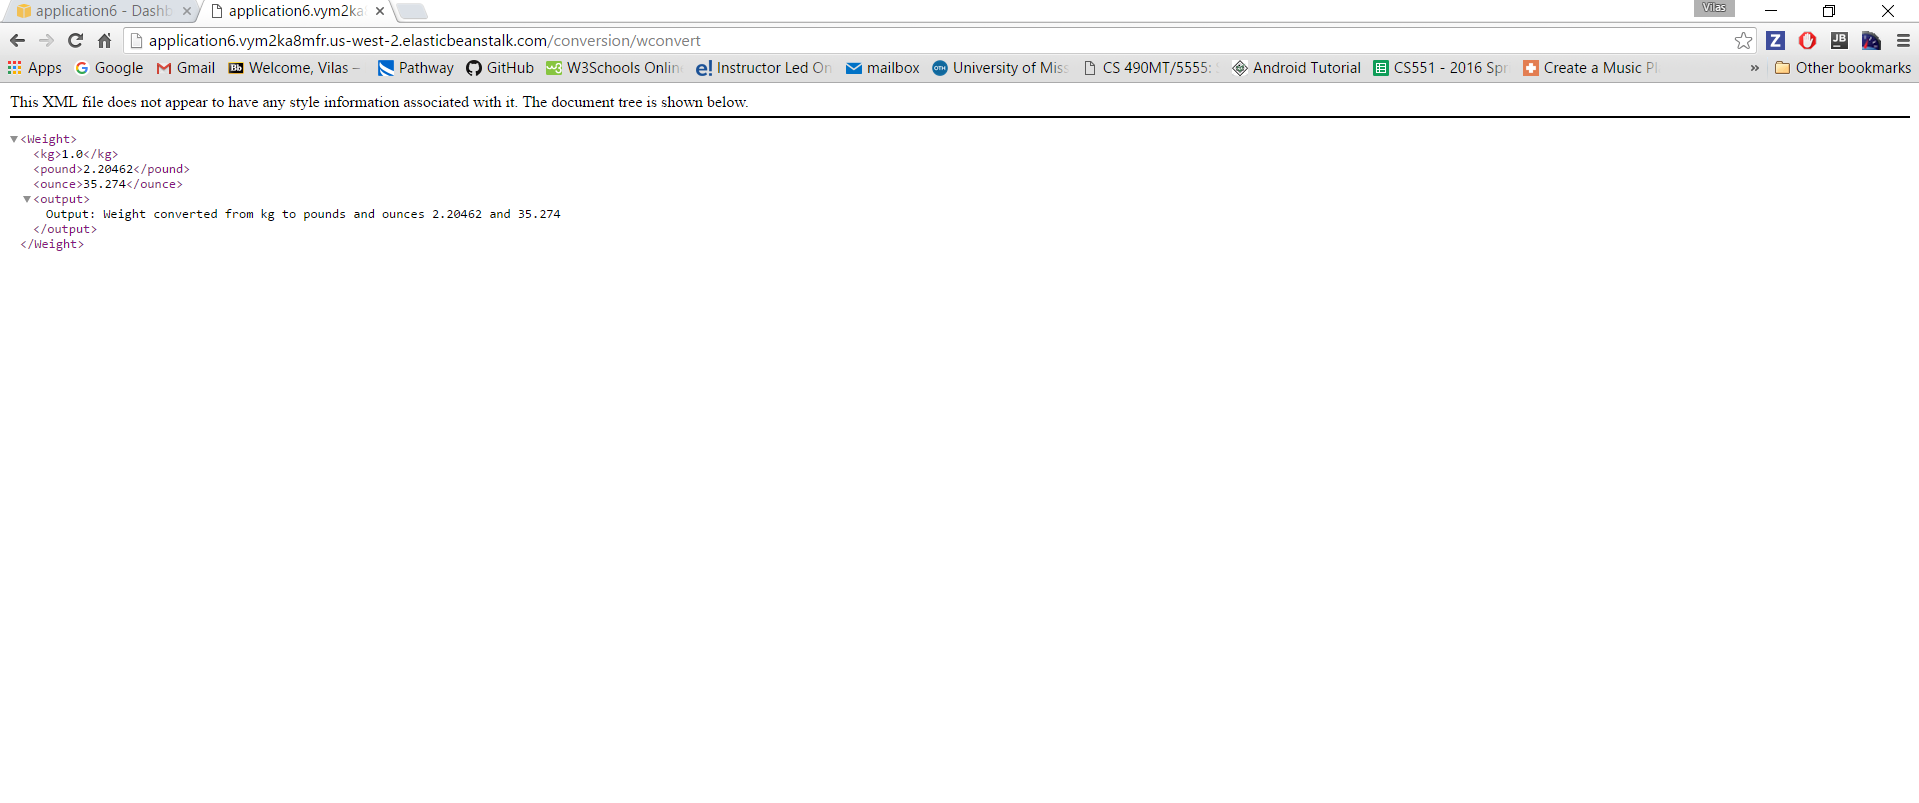 application6 - Dashb
application6.vym2ka
Vilas
application6.vym2ka8mfr.us-west-2.elasticbeanstalk.com/conversion/wconvert
Apps Google Gmail Welcome, Vilas – Pathway GitHub W3Schools Online Instructor Led On mailbox University of Miss CS 490MT/5555: Android Tutorial CS551 - 2016 Spr Create a Music Pl » Other bookmarks
This XML file does not appear to have any style information associated with it. The document tree is shown below.
▼<Weight>
<kg>1.0</kg>
<pound>2.20462</pound>
<ounce>35.274</ounce>
▼<output>
Output: Weight converted from kg to pounds and ounces 2.20462 and 35.274
</output>
</Weight>